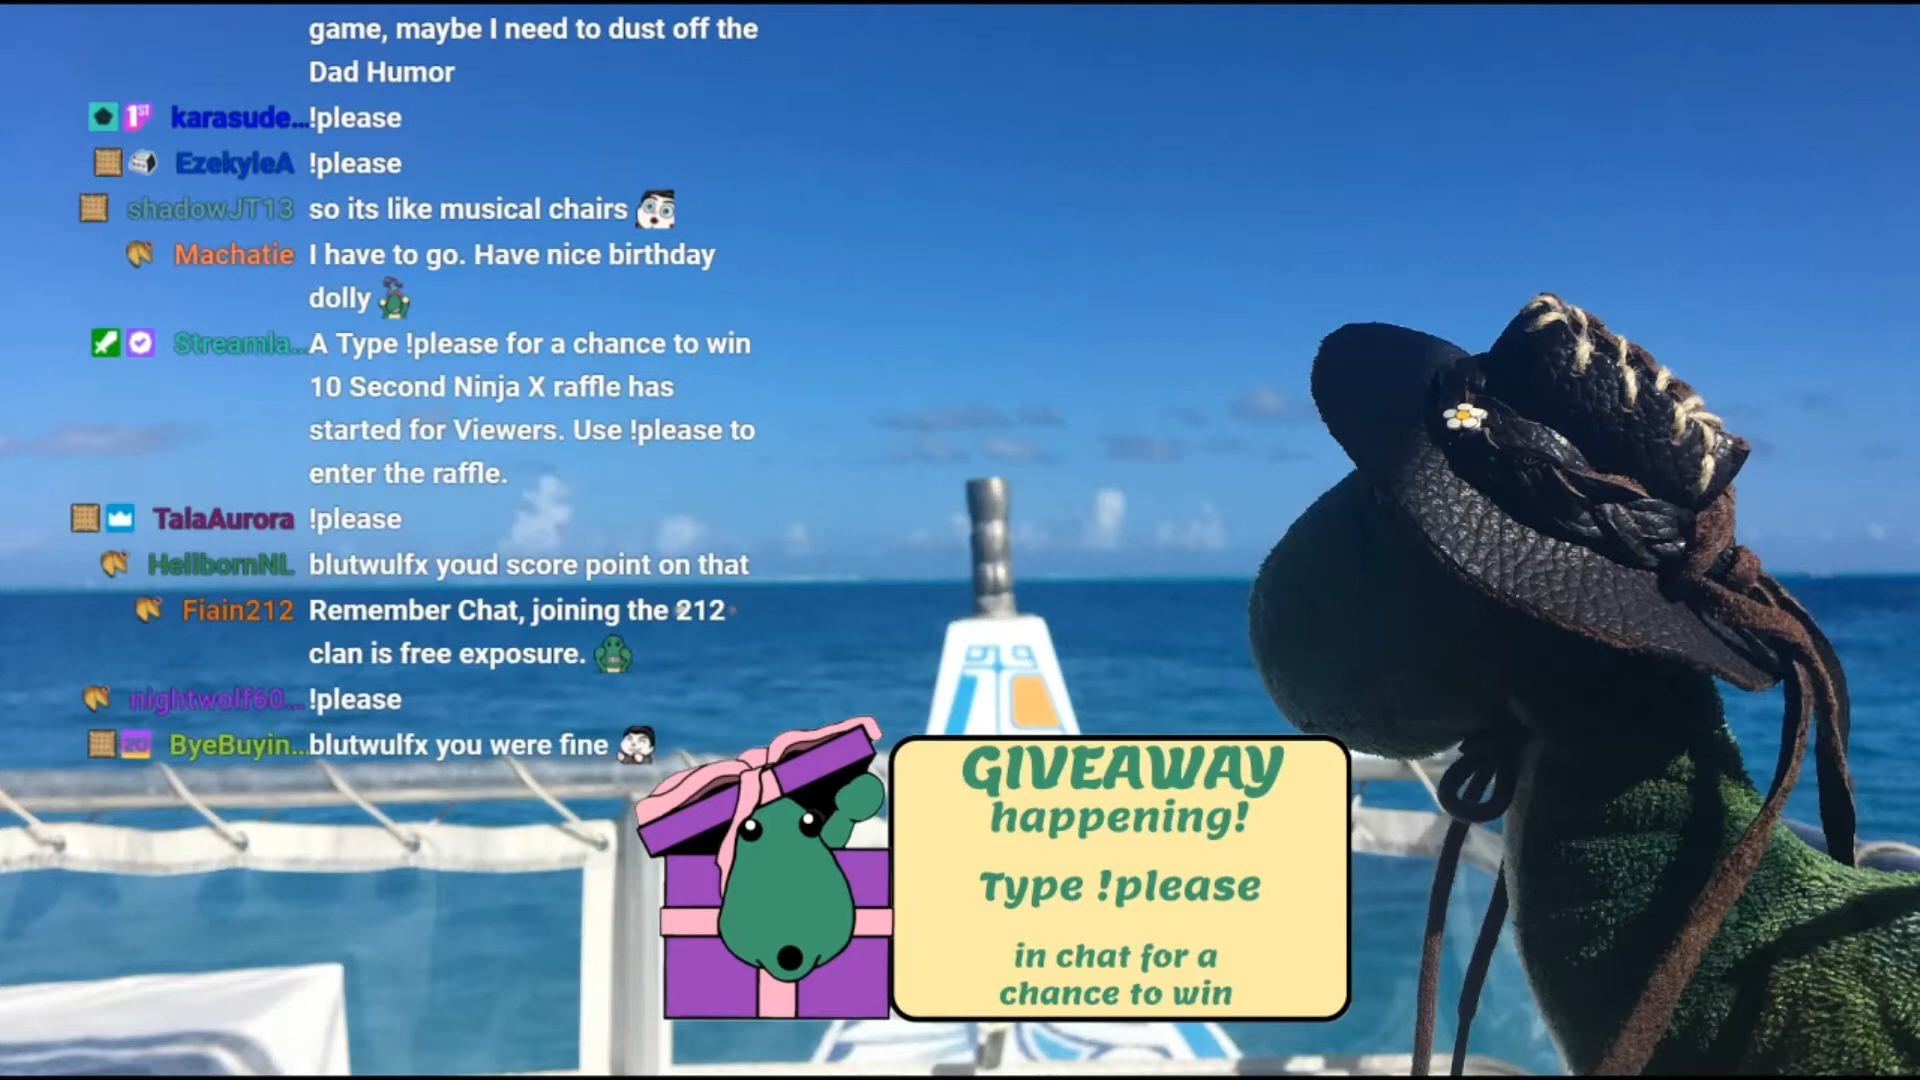 game, maybe I need to dust off the
Dad Humor
karasude... !please
EzekyleA !please
shadowJT13 so its like musical chairs
Machatie I have to go. Have nice birthday
dolly
Streamla... A Type !please for a chance to win
10 Second Ninja X raffle has
started for Viewers. Use !please to
enter the raffle.
TalaAurora !please
HellbornNL blutwulfx youd score point on that
Fiain212 Remember Chat, joining the 212
clan is free exposure.
nightwolf60... !please
ByeBuyin... blutwulfx you were fine
GIVEAWAY
happening!
Type !please
in chat for a
chance to win